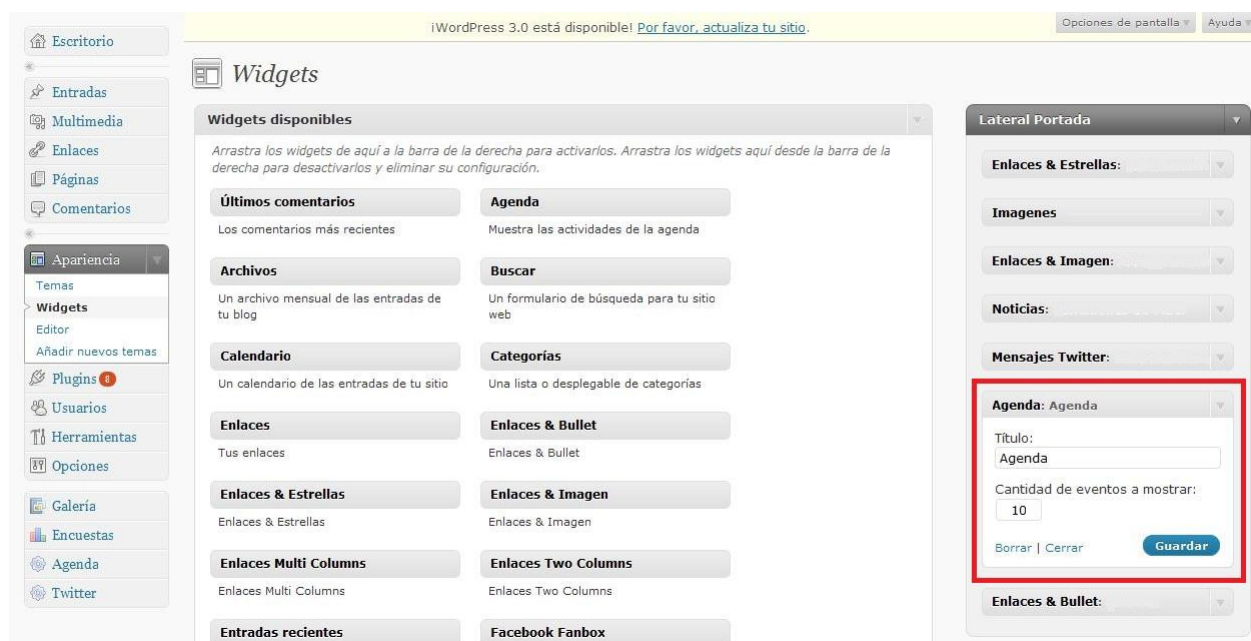 ¡WordPress 3.0 está disponible! Por favor, actualiza tu sitio.
Opciones de pantalla
Ayuda
Escritorio
Entradas
Multimedia
Enlaces
Páginas
Comentarios
Apariencia
Temas
Widgets
Editor
Añadir nuevos temas
Plugins 8
Usuarios
Herramientas
Opciones
Galería
Encuestas
Agenda
Twitter
Widgets
Widgets disponibles
Arrastra los widgets de aquí a la barra de la derecha para activarlos. Arrastra los widgets aquí desde la barra de la
derecha para desactivarlos y eliminar su configuración.
Últimos comentarios
Los comentarios más recientes
Agenda
Muestra las actividades de la agenda
Archivos
Un archivo mensual de las entradas de
tu blog
Buscar
Un formulario de búsqueda para tu sitio
web
Calendario
Un calendario de las entradas de tu sitio
Categorías
Una lista o desplegable de categorías
Enlaces
Tus enlaces
Enlaces & Bullet
Enlaces & Bullet
Enlaces & Estrellas
Enlaces & Estrellas
Enlaces & Imagen
Enlaces & Imagen
Enlaces Multi Columns
Enlaces Multi Columns
Enlaces Two Columns
Enlaces Two Columns
Entradas recientes
Facebook Fanbox
Lateral Portada
Enlaces & Estrellas:
Imagenes
Enlaces & Imagen:
Noticias:
Mensajes Twitter:
Agenda: Agenda
Título:
Agenda
Cantidad de eventos a mostrar:
10
Borrar | Cerrar
Guardar
Enlaces & Bullet: